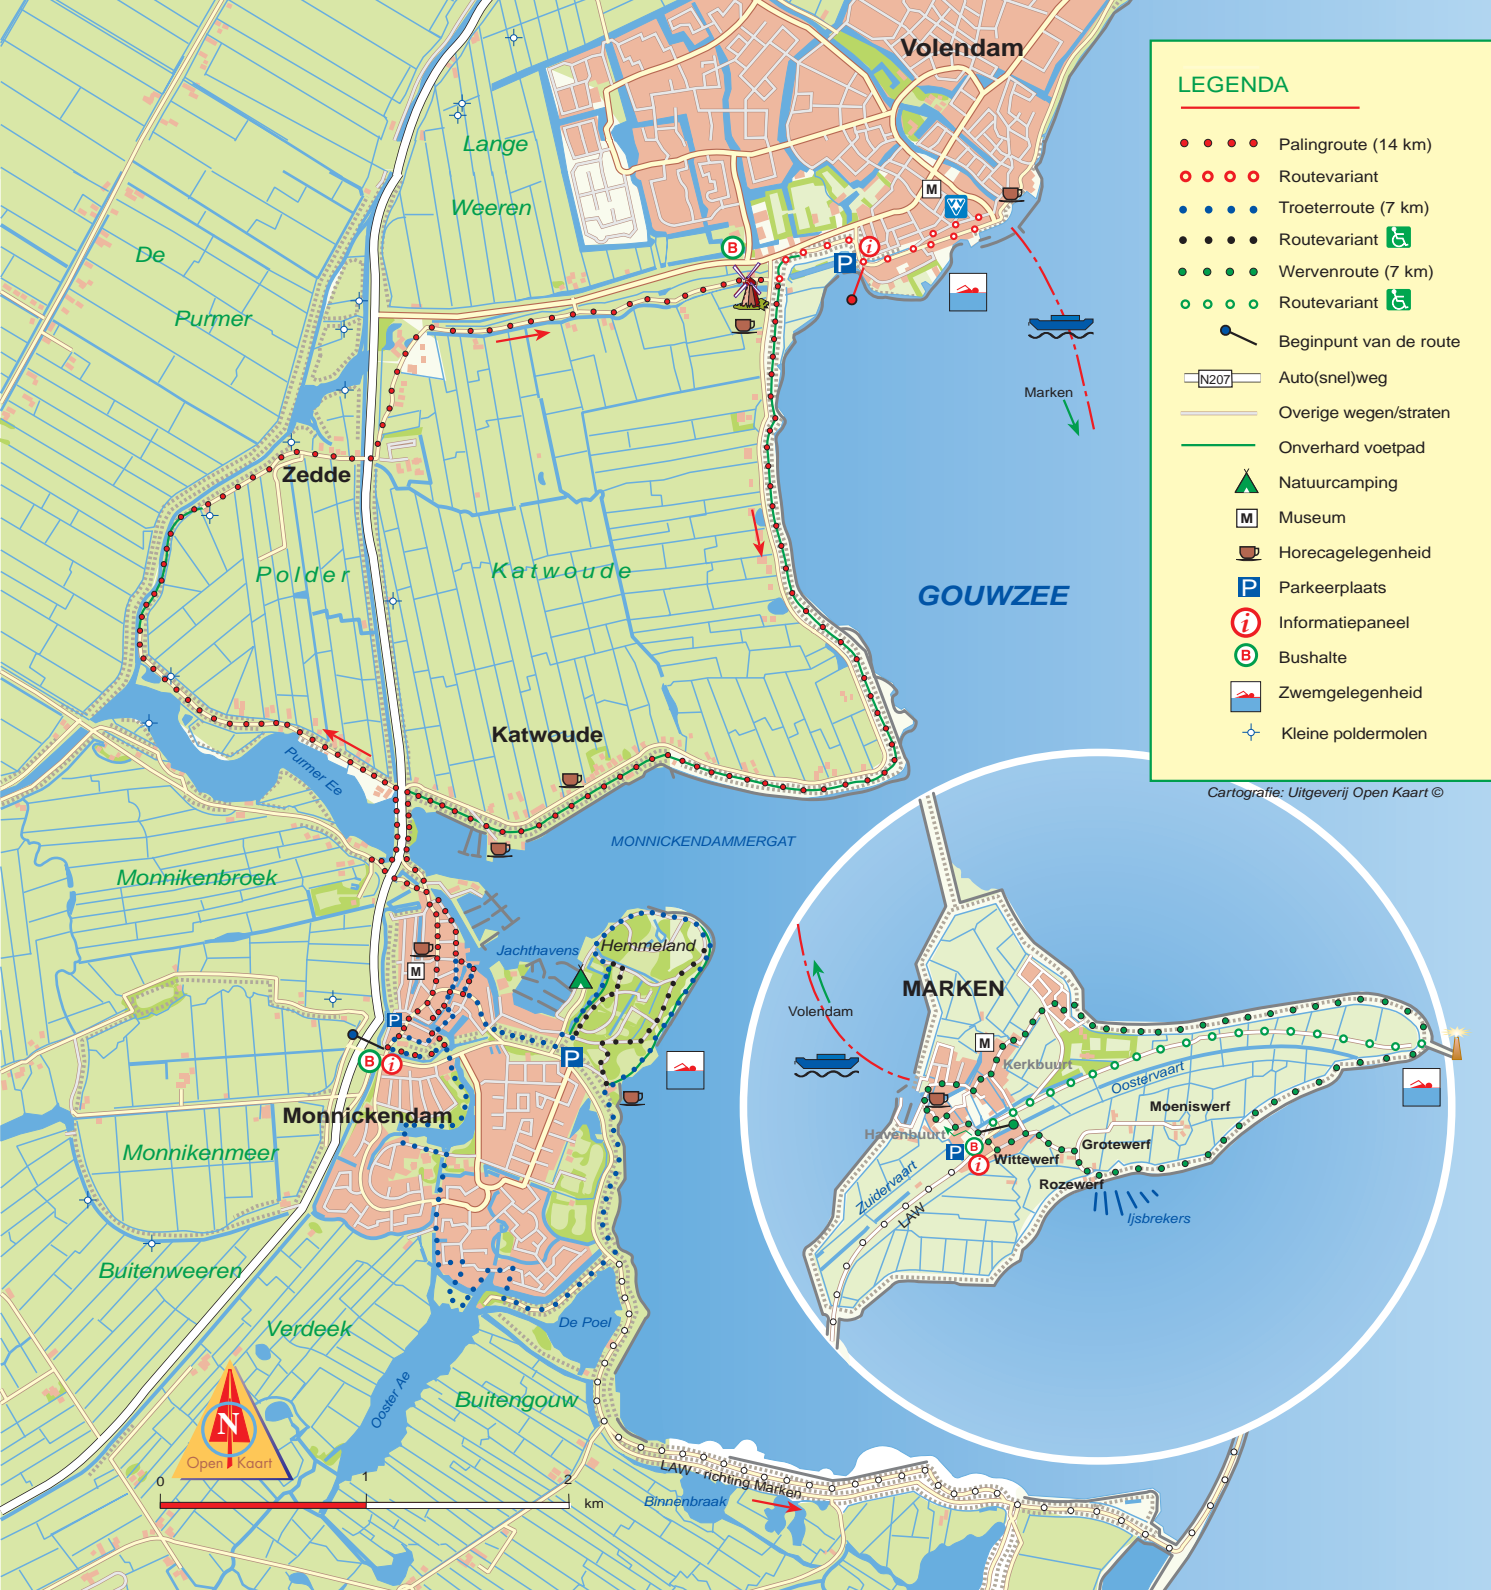 Volendam
LEGENDA
Palingroute (14 km)
Routevariant
Troeterroute (7 km)
Routevariant
Wervenroute (7 km)
Routevariant
Beginpunt van de route
N207
Auto(snel)weg
Overige wegen/straten
Onverhard voetpad
Natuurcamping
M
Museum
Horecagelegenheid
P
Parkeerplaats
i
Informatiepaneel
B
Bushalte
Zwemgelegenheid
Kleine poldermolen
Cartografie: Uitgeverij Open Kaart ©
Lange
Weeren
M
B
i
P
De
Purmer
Marken
Zedde
Polder
Katwoude
GOUWZEE
Katwoude
Purmer Ee
MONNICKENDAMMERGAT
Monnikenbroek
Jachthavens
Hemmeland
M
P
B
i
P
Monnickendam
Monnikenmeer
Buitenweeren
Verdeek
De Poel
Ooster Ae
Buitengouw
MARKEN
Volendam
M
Kerkbuurt
Oostervaart
Moeniswerf
Havenbuurt
Grotewerf
P
B
i
Wittewerf
Rozewerf
Zuidervaart
LAW
Ijsbrekers
N
Open Kaart
0
1
2
km
LAW - richting Marken
Binnenbraak